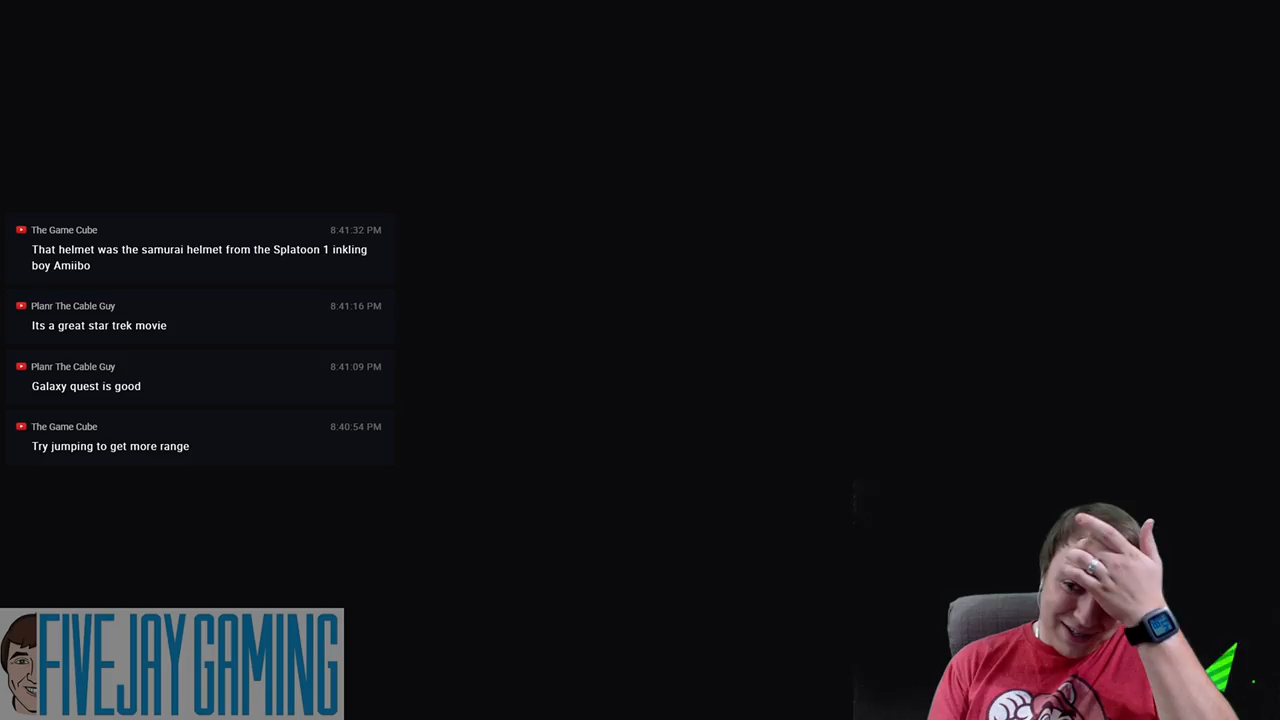 The Game Cube
8:41:32 PM
That helmet was the samurai helmet from the Splatoon 1 inkling
boy Amiibo
Planr The Cable Guy
8:41:16 PM
Its a great star trek movie
Planr The Cable Guy
8:41:09 PM
Galaxy quest is good
The Game Cube
8:40:54 PM
Try jumping to get more range
FIVEJAYGAMING